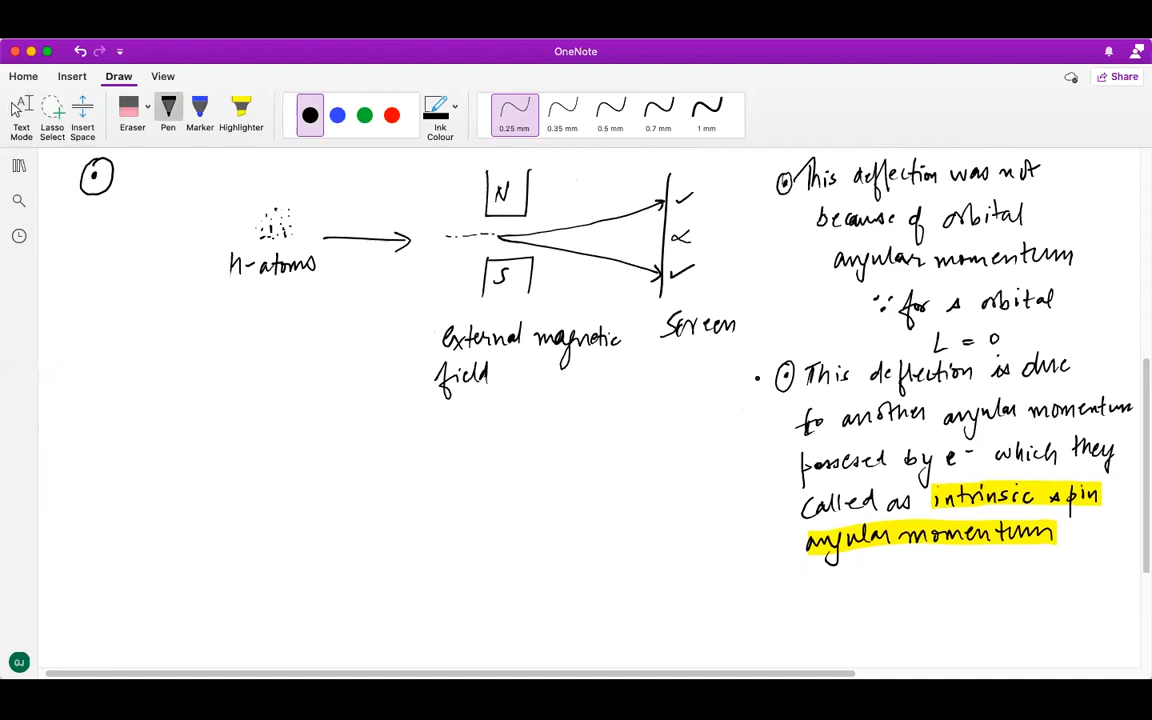 OneNote
Home Insert Draw View
Share
Text Mode
Lasso Select
Insert Space
Eraser
Pen
Marker
Highlighter
Ink Colour
0.25 mm
0.35 mm
0.5 mm
0.7 mm
1 mm
h-atoms
N
S
external magnetic
field
Screen
This deflection was not
because of orbital
angular momentum
∵ for s orbital
L = 0
This deflection is due
to another angular momentum
possesed by e⁻ which they
called as intrinsic spin
angular momentum
GJ